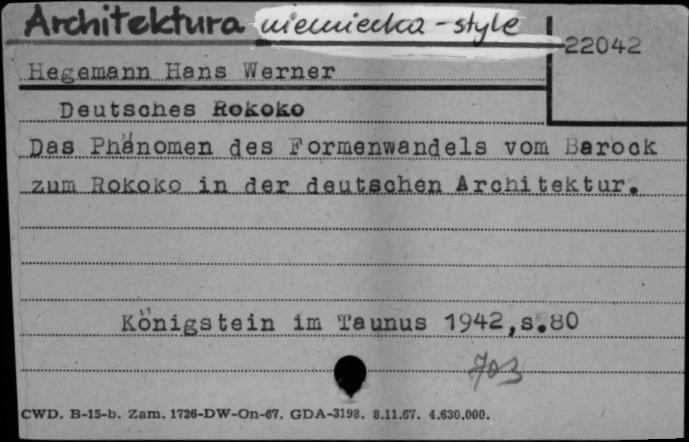 Architektura niemiecka - style
22042
Hegemann Hans Werner
Deutsches Rokoko
Das Phänomen des Formenwandels vom Barock
zum Rokoko in der deutschen Architektur.
Königstein im Taunus 1942,s.80
703
CWD. B-15-b. Zam. 1726-DW-On-67. GDA-3198. 8.11.67. 4.630.000.